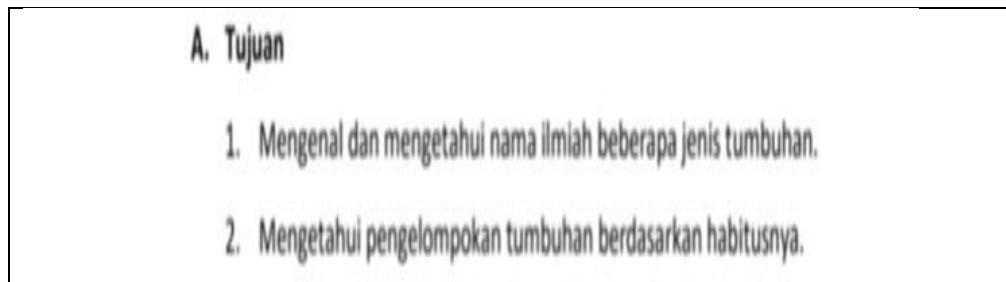 A. Tujuan
1. Mengenal dan mengetahui nama ilmiah beberapa jenis tumbuhan.
2. Mengetahui pengelompokan tumbuhan berdasarkan habitusnya.